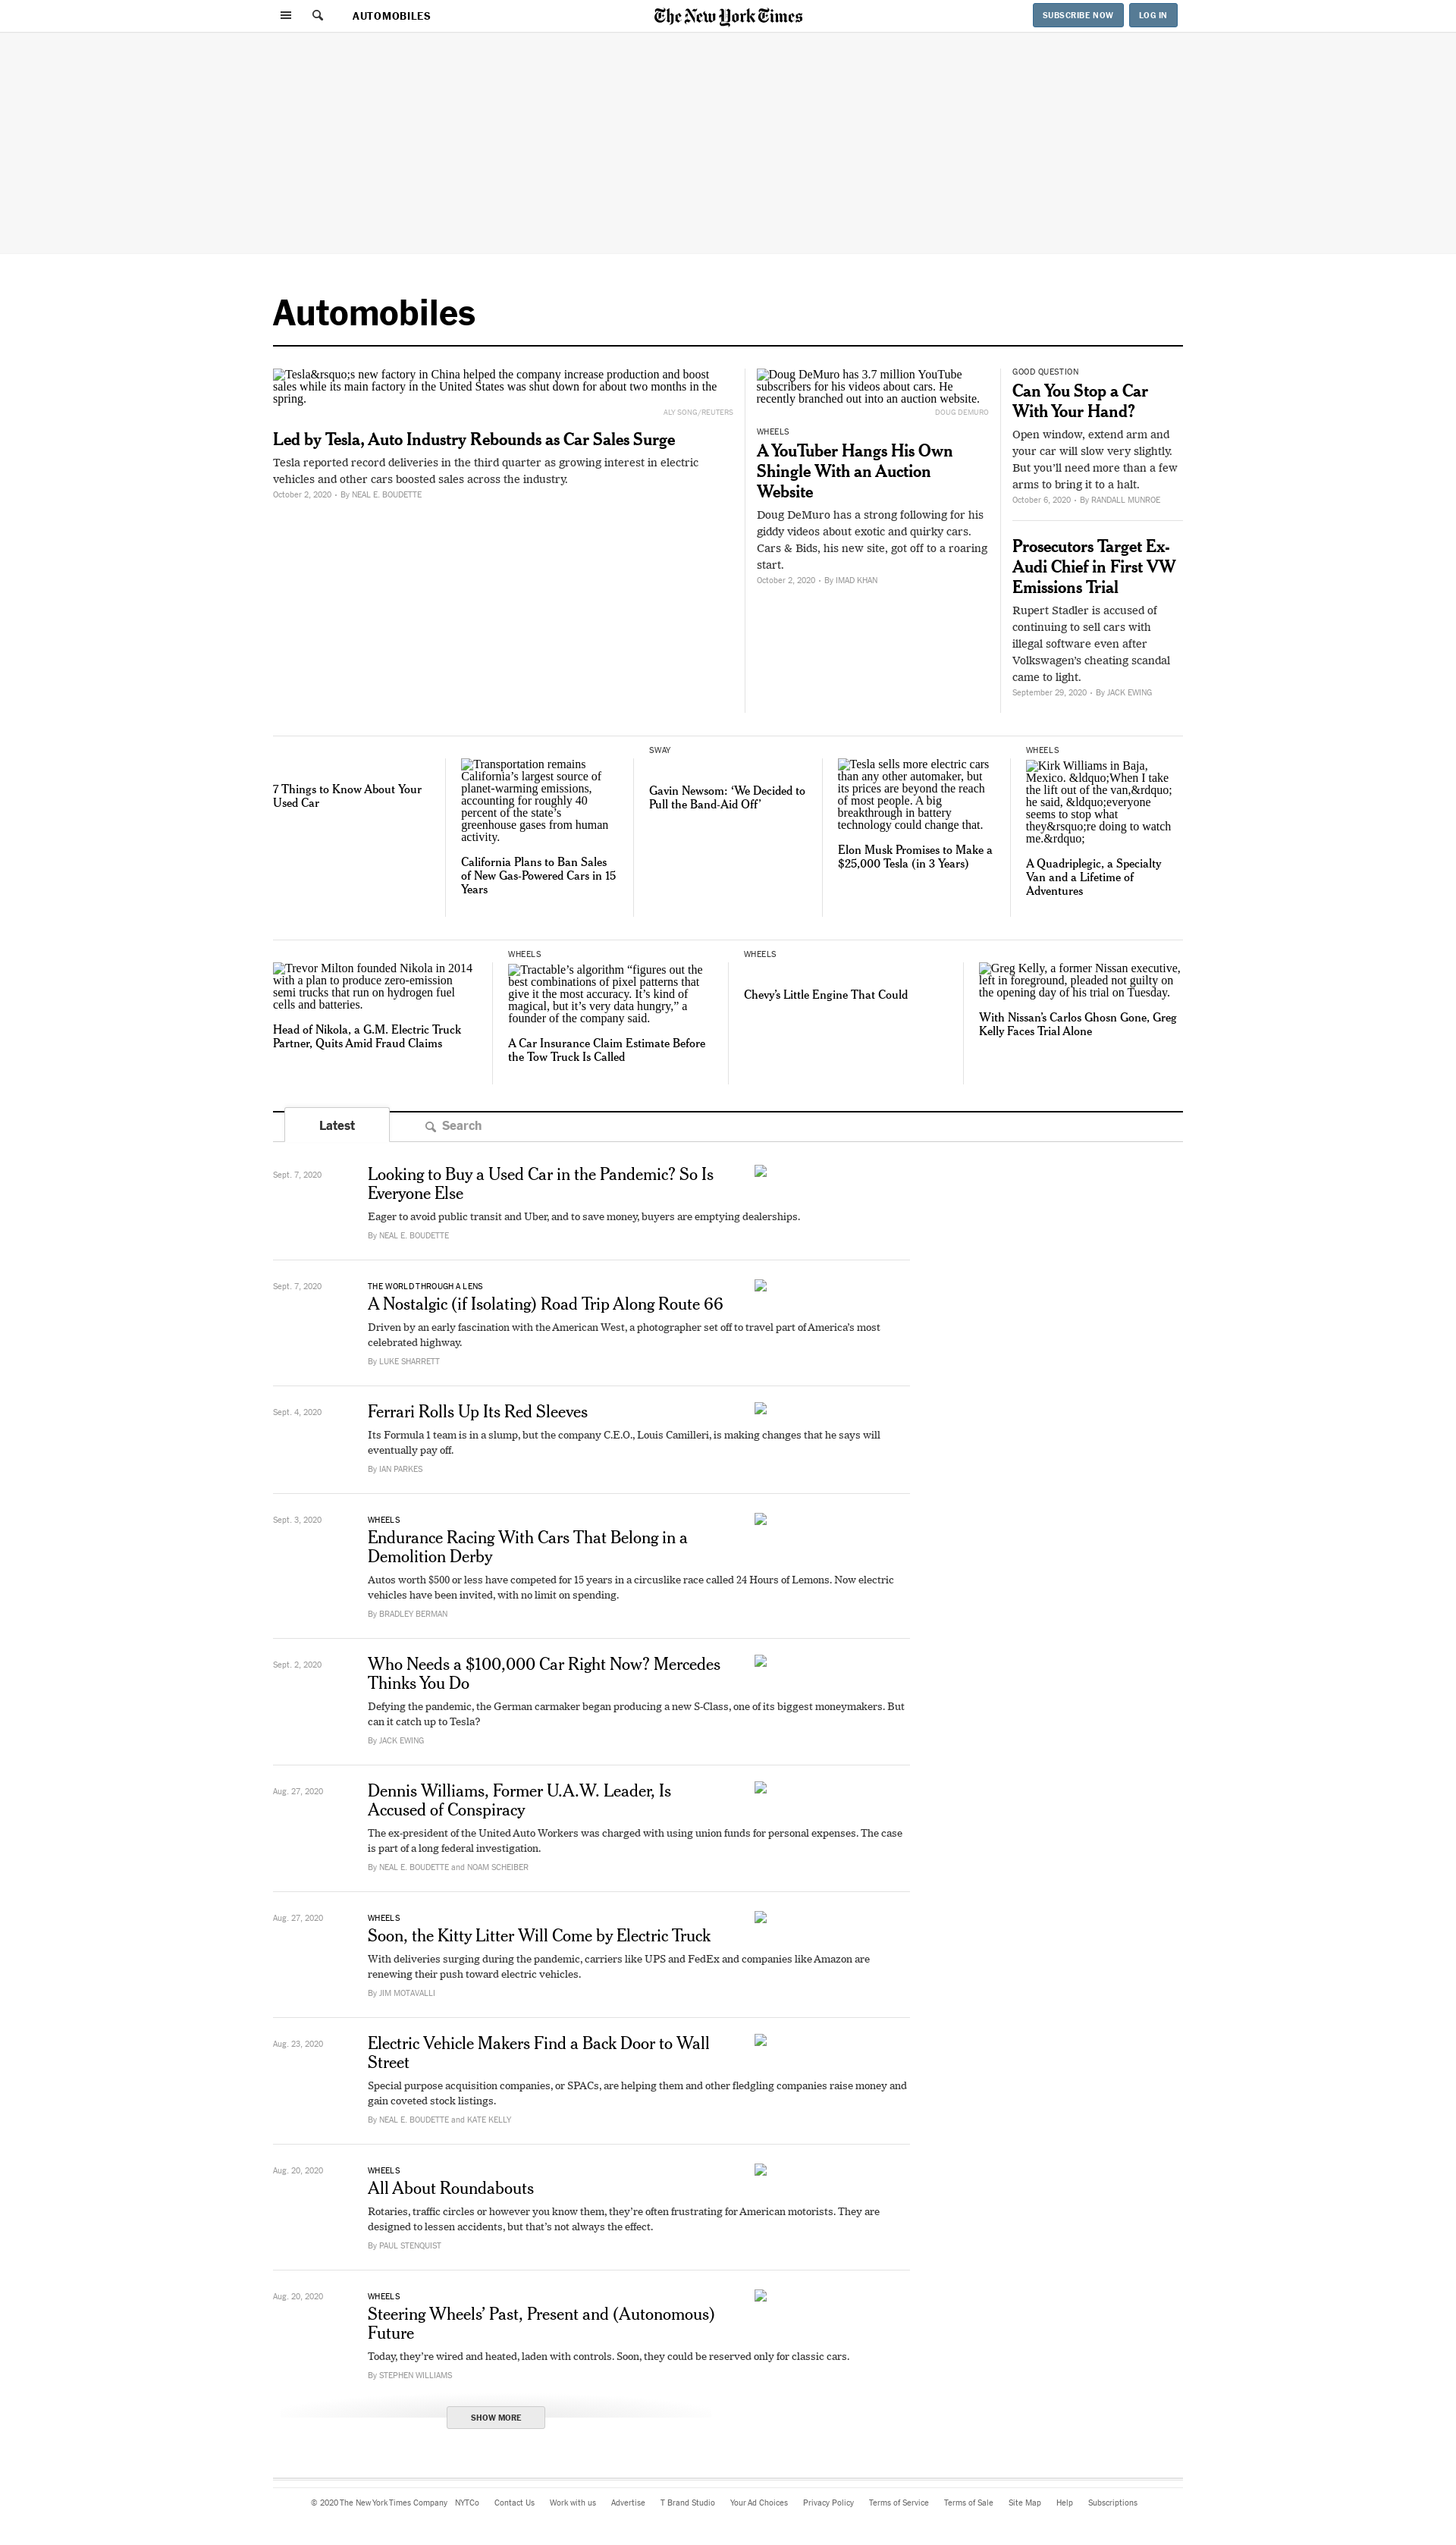 AUTOMOBILES
The New York Times
SUBSCRIBE NOW
LOG IN
Automobiles
Tesla&rsquo;s new factory in China helped the company increase production and boost
sales while its main factory in the United States was shut down for about two months in the
spring.
ALY SONG/REUTERS
Led by Tesla, Auto Industry Rebounds as Car Sales Surge
Tesla reported record deliveries in the third quarter as growing interest in electric
vehicles and other cars boosted sales across the industry.
October 2, 2020 • By NEAL E. BOUDETTE
Doug DeMuro has 3.7 million YouTube
subscribers for his videos about cars. He
recently branched out into an auction website.
DOUG DEMURO
WHEELS
A YouTuber Hangs His Own
Shingle With an Auction
Website
Doug DeMuro has a strong following for his
giddy videos about exotic and quirky cars.
Cars & Bids, his new site, got off to a roaring
start.
October 2, 2020 • By IMAD KHAN
GOOD QUESTION
Can You Stop a Car
With Your Hand?
Open window, extend arm and
your car will slow very slightly.
But you’ll need more than a few
arms to bring it to a halt.
October 6, 2020 • By RANDALL MUNROE
Prosecutors Target Ex-
Audi Chief in First VW
Emissions Trial
Rupert Stadler is accused of
continuing to sell cars with
illegal software even after
Volkswagen’s cheating scandal
came to light.
September 29, 2020 • By JACK EWING
7 Things to Know About Your
Used Car
Transportation remains
California’s largest source of
planet-warming emissions,
accounting for roughly 40
percent of the state’s
greenhouse gases from human
activity.
California Plans to Ban Sales
of New Gas-Powered Cars in 15
Years
SWAY
Gavin Newsom: ‘We Decided to
Pull the Band-Aid Off’
Tesla sells more electric cars
than any other automaker, but
its prices are beyond the reach
of most people. A big
breakthrough in battery
technology could change that.
Elon Musk Promises to Make a
$25,000 Tesla (in 3 Years)
WHEELS
Kirk Williams in Baja,
Mexico. &ldquo;When I take
the lift out of the van,&rdquo;
he said, &ldquo;everyone
seems to stop what
they&rsquo;re doing to watch
me.&rdquo;
A Quadriplegic, a Specialty
Van and a Lifetime of
Adventures
Trevor Milton founded Nikola in 2014
with a plan to produce zero-emission
semi trucks that run on hydrogen fuel
cells and batteries.
Head of Nikola, a G.M. Electric Truck
Partner, Quits Amid Fraud Claims
WHEELS
Tractable’s algorithm “figures out the
best combinations of pixel patterns that
give it the most accuracy. It’s kind of
magical, but it’s very data hungry,” a
founder of the company said.
A Car Insurance Claim Estimate Before
the Tow Truck Is Called
WHEELS
Chevy’s Little Engine That Could
Greg Kelly, a former Nissan executive,
left in foreground, pleaded not guilty on
the opening day of his trial on Tuesday.
With Nissan’s Carlos Ghosn Gone, Greg
Kelly Faces Trial Alone
Latest
Search
Sept. 7, 2020
Looking to Buy a Used Car in the Pandemic? So Is
Everyone Else
Eager to avoid public transit and Uber, and to save money, buyers are emptying dealerships.
By NEAL E. BOUDETTE
Sept. 7, 2020
THE WORLD THROUGH A LENS
A Nostalgic (if Isolating) Road Trip Along Route 66
Driven by an early fascination with the American West, a photographer set off to travel part of America’s most
celebrated highway.
By LUKE SHARRETT
Sept. 4, 2020
Ferrari Rolls Up Its Red Sleeves
Its Formula 1 team is in a slump, but the company C.E.O., Louis Camilleri, is making changes that he says will
eventually pay off.
By IAN PARKES
Sept. 3, 2020
WHEELS
Endurance Racing With Cars That Belong in a
Demolition Derby
Autos worth $500 or less have competed for 15 years in a circuslike race called 24 Hours of Lemons. Now electric
vehicles have been invited, with no limit on spending.
By BRADLEY BERMAN
Sept. 2, 2020
Who Needs a $100,000 Car Right Now? Mercedes
Thinks You Do
Defying the pandemic, the German carmaker began producing a new S-Class, one of its biggest moneymakers. But
can it catch up to Tesla?
By JACK EWING
Aug. 27, 2020
Dennis Williams, Former U.A.W. Leader, Is
Accused of Conspiracy
The ex-president of the United Auto Workers was charged with using union funds for personal expenses. The case
is part of a long federal investigation.
By NEAL E. BOUDETTE and NOAM SCHEIBER
Aug. 27, 2020
WHEELS
Soon, the Kitty Litter Will Come by Electric Truck
With deliveries surging during the pandemic, carriers like UPS and FedEx and companies like Amazon are
renewing their push toward electric vehicles.
By JIM MOTAVALLI
Aug. 23, 2020
Electric Vehicle Makers Find a Back Door to Wall
Street
Special purpose acquisition companies, or SPACs, are helping them and other fledgling companies raise money and
gain coveted stock listings.
By NEAL E. BOUDETTE and KATE KELLY
Aug. 20, 2020
WHEELS
All About Roundabouts
Rotaries, traffic circles or however you know them, they’re often frustrating for American motorists. They are
designed to lessen accidents, but that’s not always the effect.
By PAUL STENQUIST
Aug. 20, 2020
WHEELS
Steering Wheels’ Past, Present and (Autonomous)
Future
Today, they’re wired and heated, laden with controls. Soon, they could be reserved only for classic cars.
By STEPHEN WILLIAMS
SHOW MORE
© 2020 The New York Times Company NYTCo Contact Us Work with us Advertise T Brand Studio Your Ad Choices Privacy Policy Terms of Service Terms of Sale Site Map Help Subscriptions